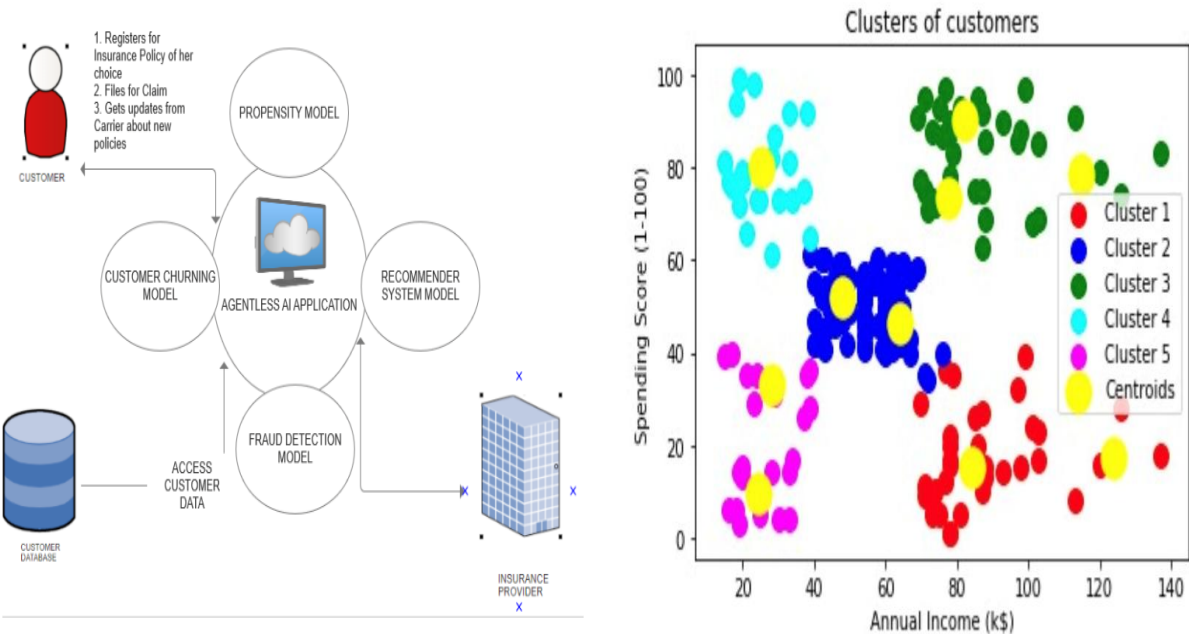 1. Registers for
Insurance Policy of her
choice
2. Files for Claim
3. Gets updates from
Carrier about new
policies
CUSTOMER
PROPENSITY MODEL
CUSTOMER CHURNING
MODEL
AGENTLESS AI APPLICATION
RECOMMENDER
SYSTEM MODEL
FRAUD DETECTION
MODEL
ACCESS
CUSTOMER
DATA
CUSTOMER
DATABASE
INSURANCE
PROVIDER
Clusters of customers
Spending Score (1-100)
100
80
60
40
20
0
20 40 60 80 100 120 140
Annual Income (k$)
Cluster 1
Cluster 2
Cluster 3
Cluster 4
Cluster 5
Centroids